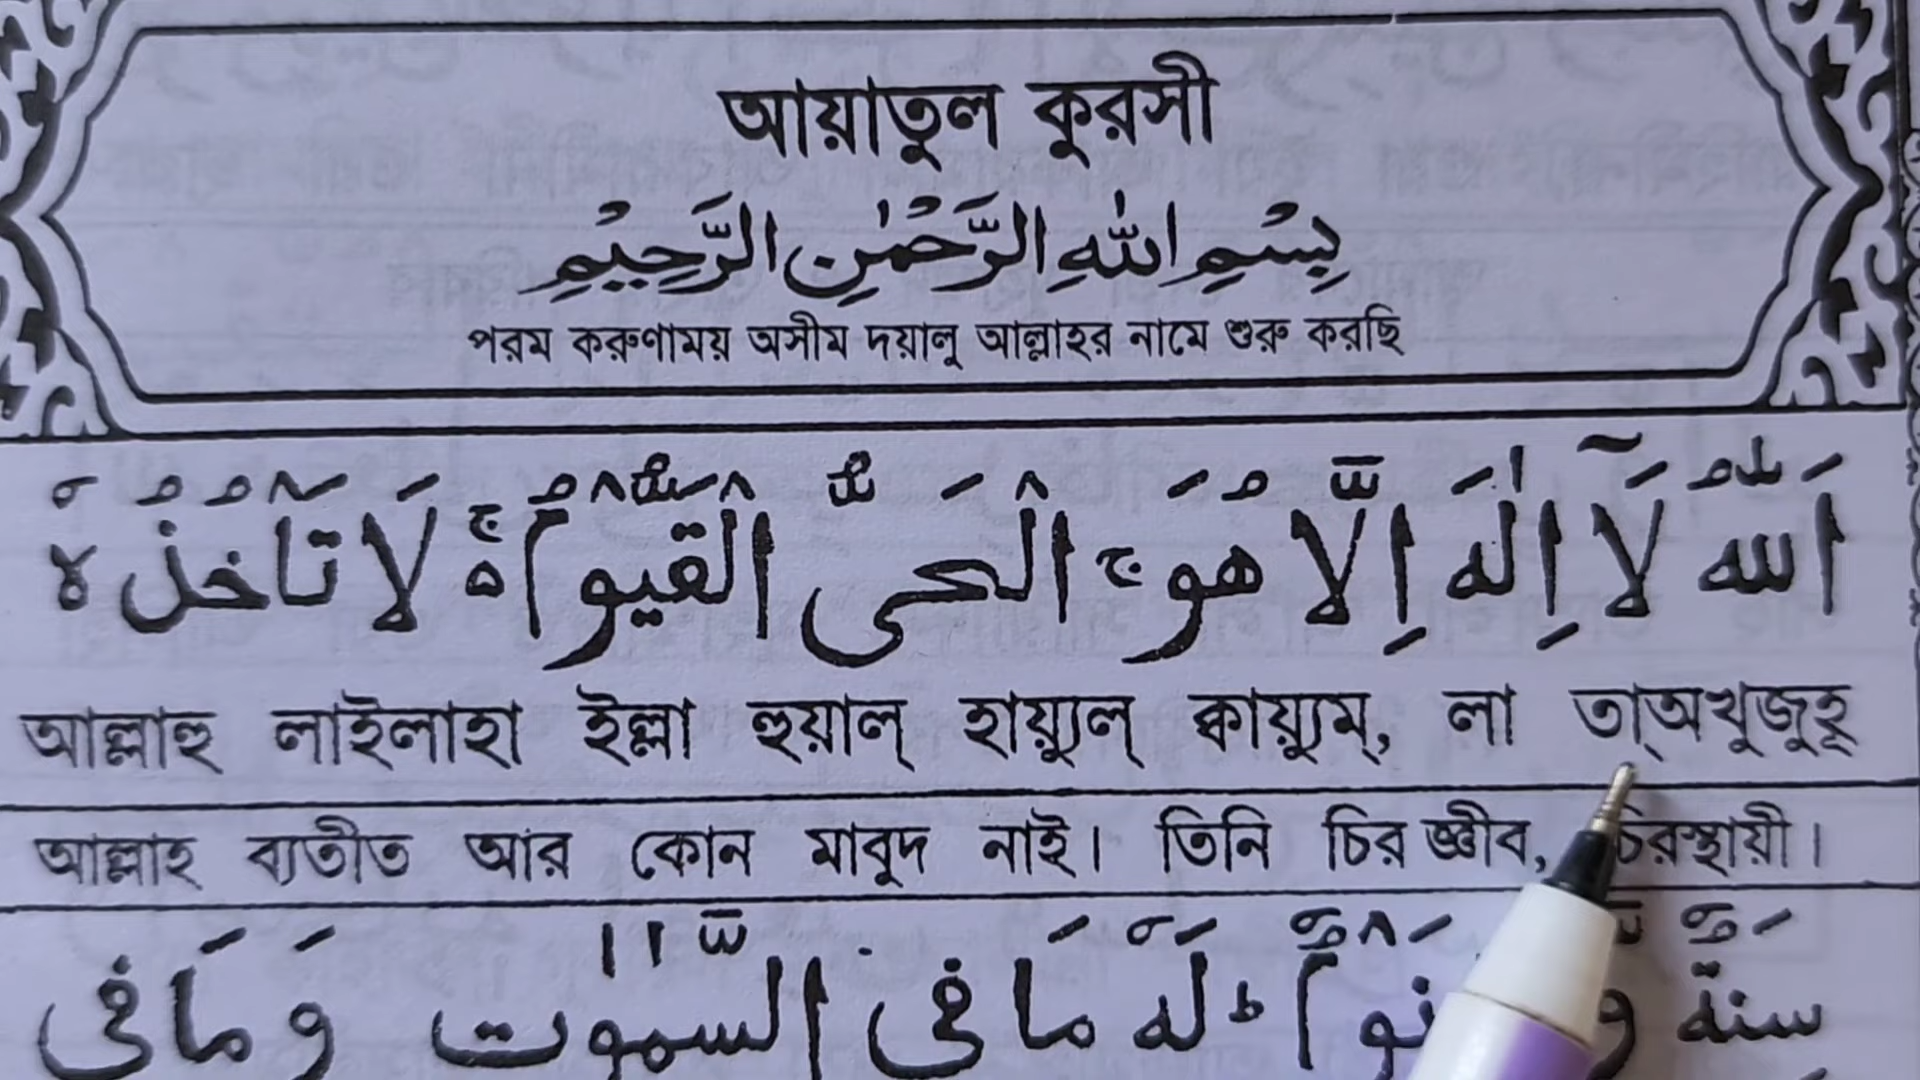 আয়াতুল কুরসী
بِسْمِ اللّٰهِ الرَّحْمٰنِ الرَّحِيْمِ
পরম করুণাময় অসীম দয়ালু আল্লাহর নামে শুরু করছি
اَللّٰهُ لَآ اِلٰهَ اِلَّا هُوَ ۚ اَلْحَىُّ الْقَيُّوْمُ ۚ ە لَا تَاْخُذُهٗ
আল্লাহু লাইলাহা ইল্লা হুয়াল্ হায়্যুল্ ক্বায়্যুম্, লা তা্অখুজুহূ
আল্লাহ ব্যতীত আর কোন মাবুদ নাই। তিনি চির জ্ঞীব, চিরস্থায়ী।
سِنَةٌ وَّ نَوْمٌ ط لَهٗ مَا فِى السَّمٰوٰت وَ مَا فِى